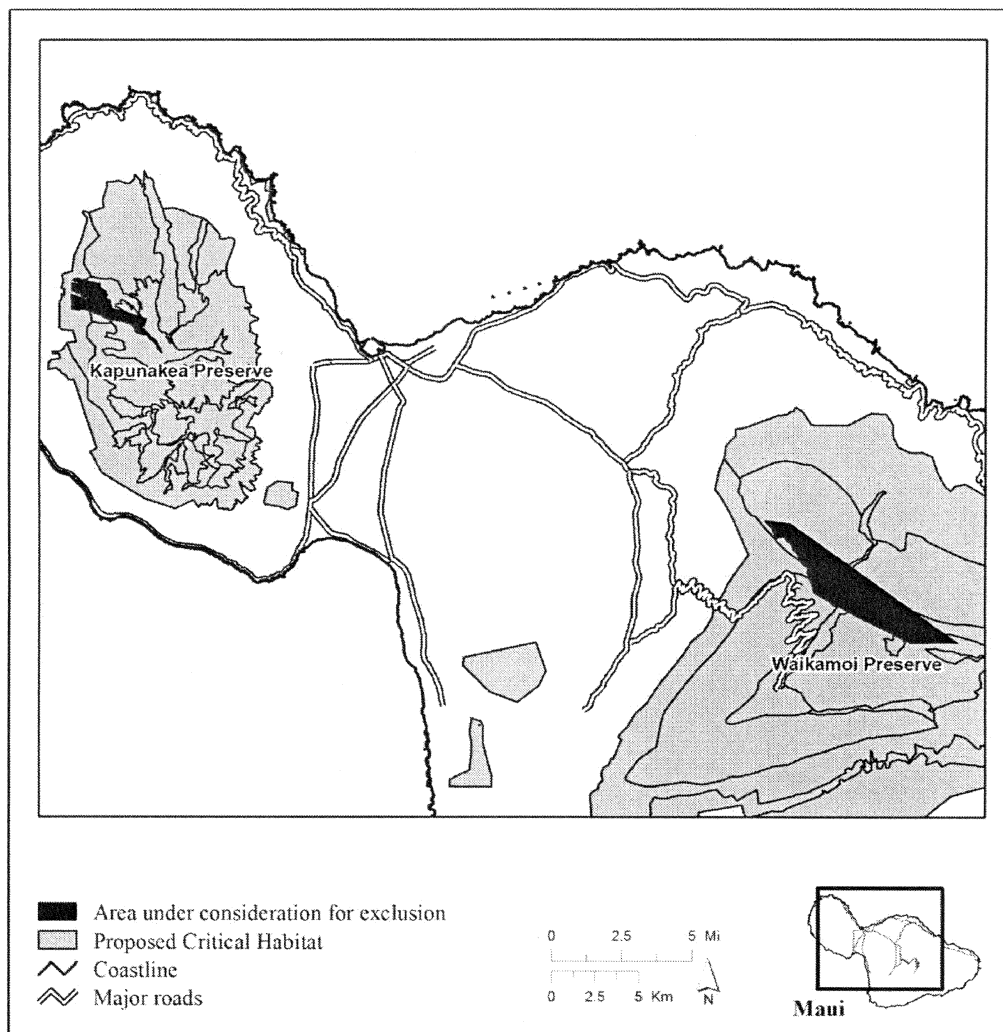 Kapunakea Preserve
Waikamoi Preserve
Area under consideration for exclusion
Proposed Critical Habitat
Coastline
Major roads
0 2.5 5 Mi
0 2.5 5 Km
N
Maui